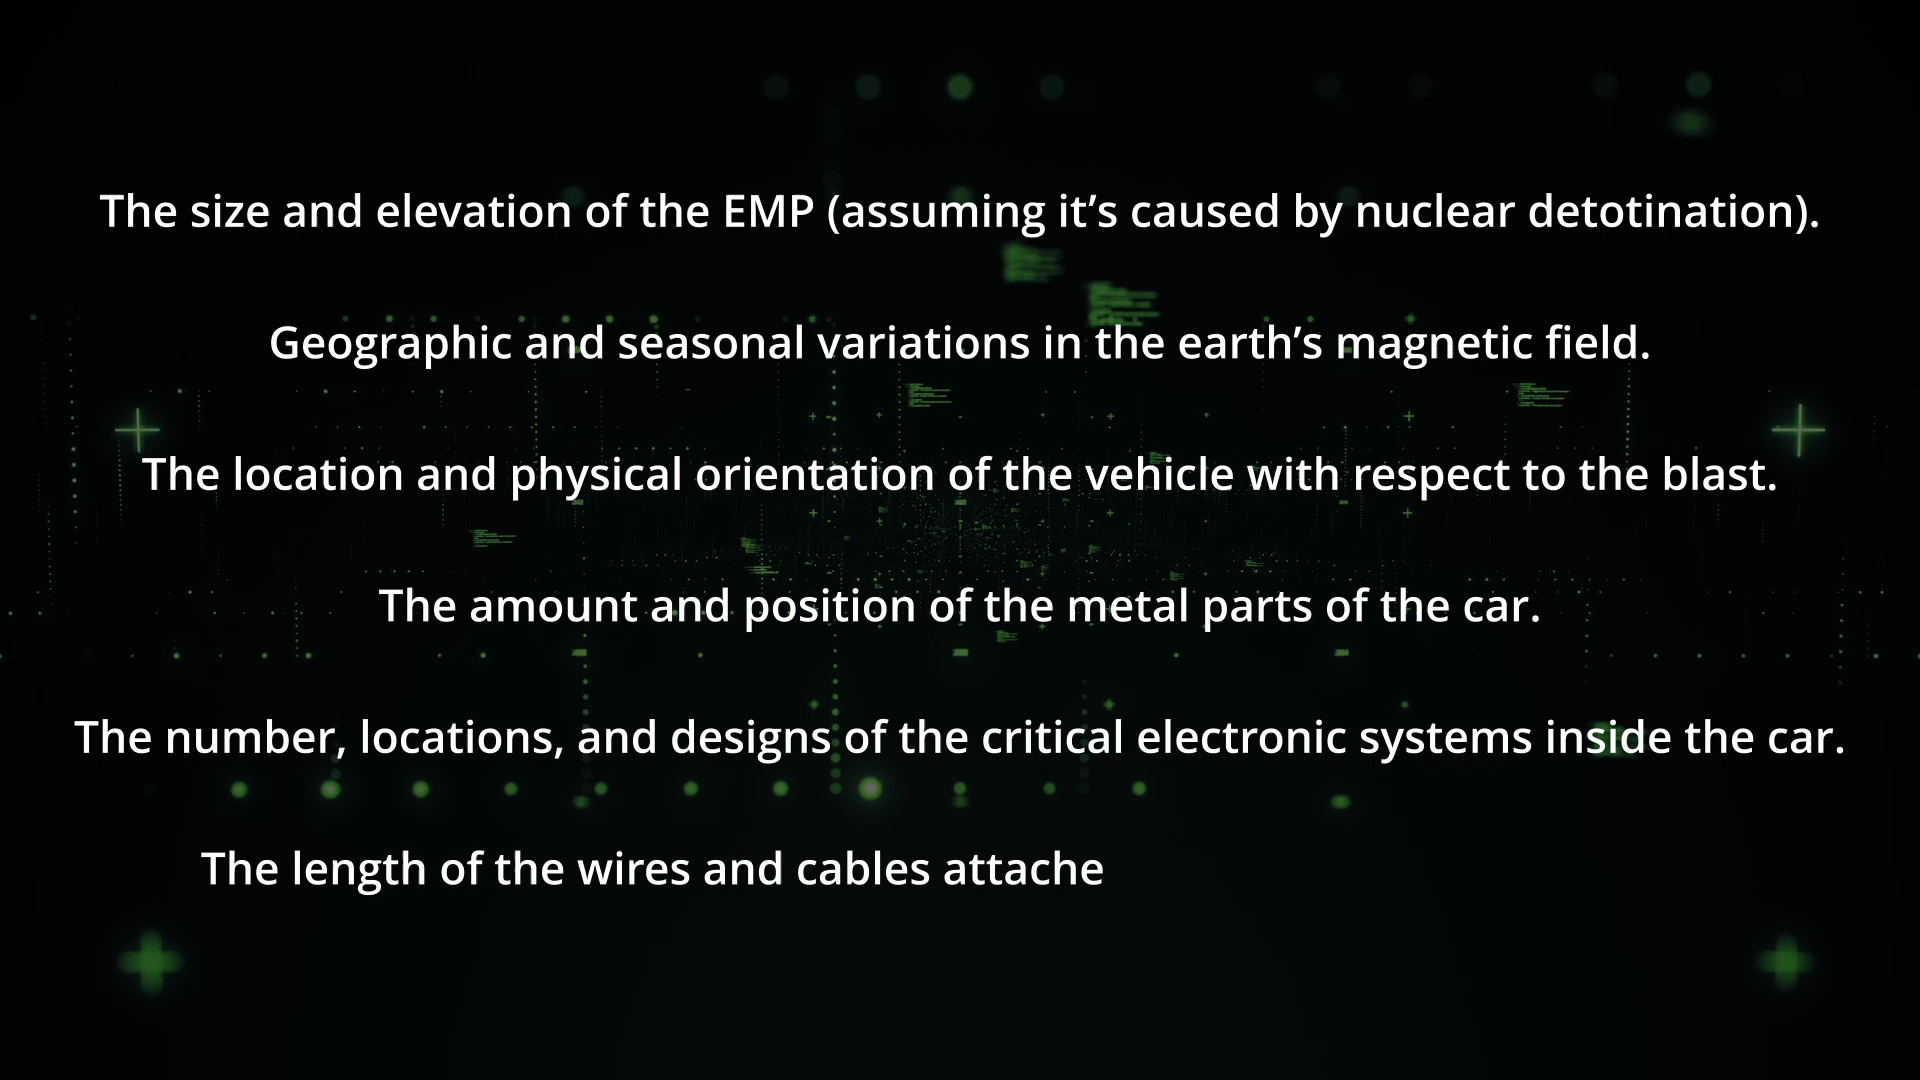 The size and elevation of the EMP (assuming it’s caused by nuclear detotination).
Geographic and seasonal variations in the earth’s magnetic field.
The location and physical orientation of the vehicle with respect to the blast.
The amount and position of the metal parts of the car.
The number, locations, and designs of the critical electronic systems inside the car.
The length of the wires and cables attache